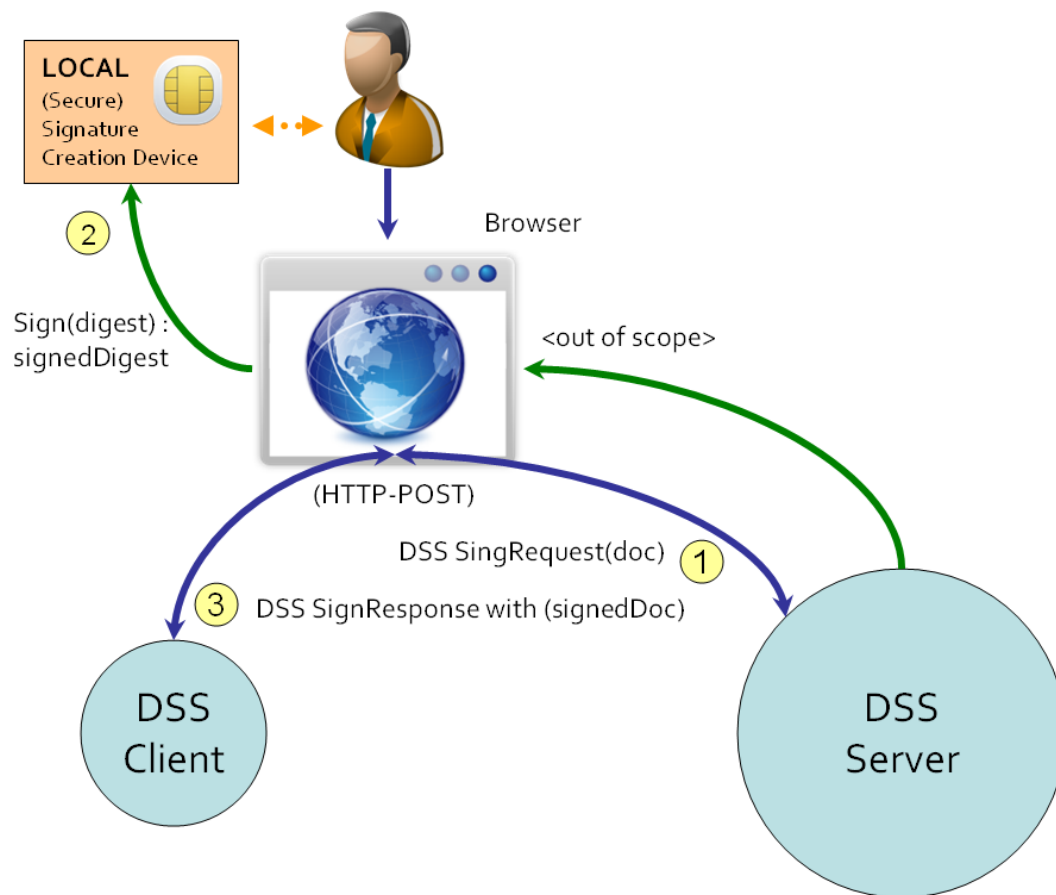 LOCAL
(Secure)
Signature
Creation Device
Browser
2
Sign(digest) :
signedDigest
<out of scope>
(HTTP-POST)
DSS SingRequest(doc)
1
3
DSS SignResponse with (signedDoc)
DSS
Client
DSS
Server